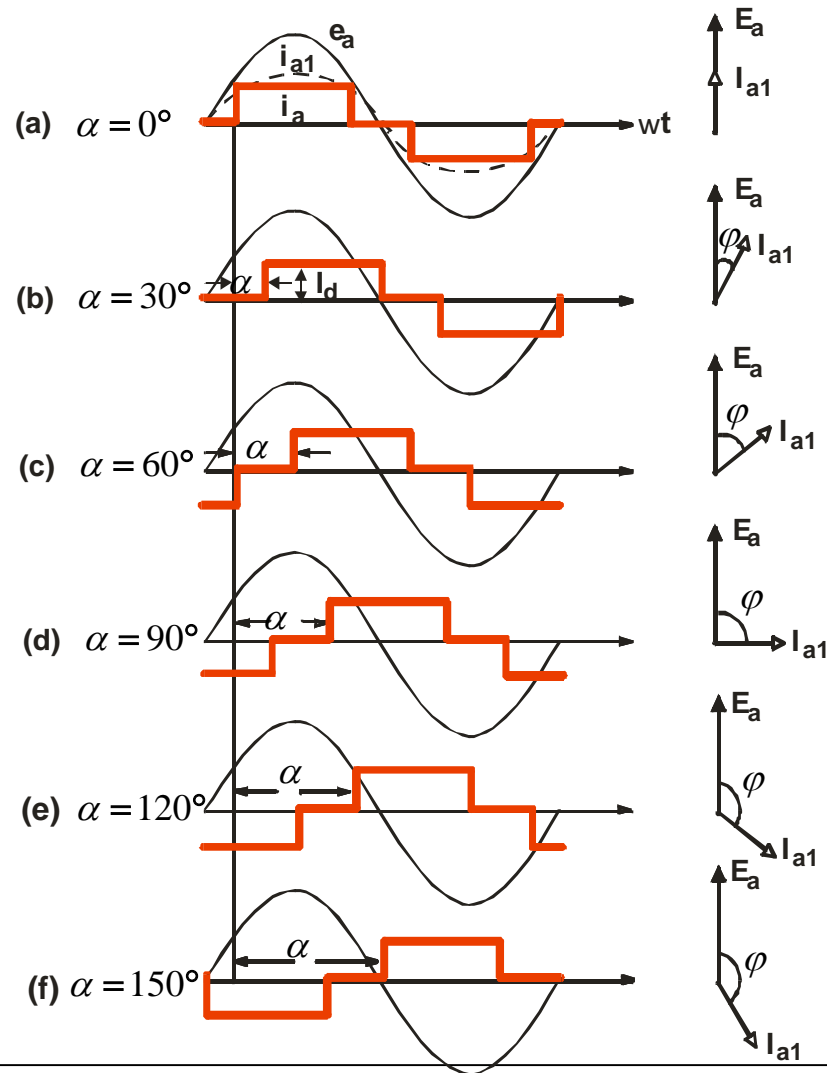 e_a
i_a1
i_a
(a) α = 0°
wt
E_a
I_a1
(b) α = 30°
α
I_d
E_a
φ
I_a1
(c) α = 60°
α
E_a
φ
I_a1
(d) α = 90°
α
E_a
φ
I_a1
(e) α = 120°
α
E_a
φ
I_a1
(f) α = 150°
α
E_a
φ
I_a1